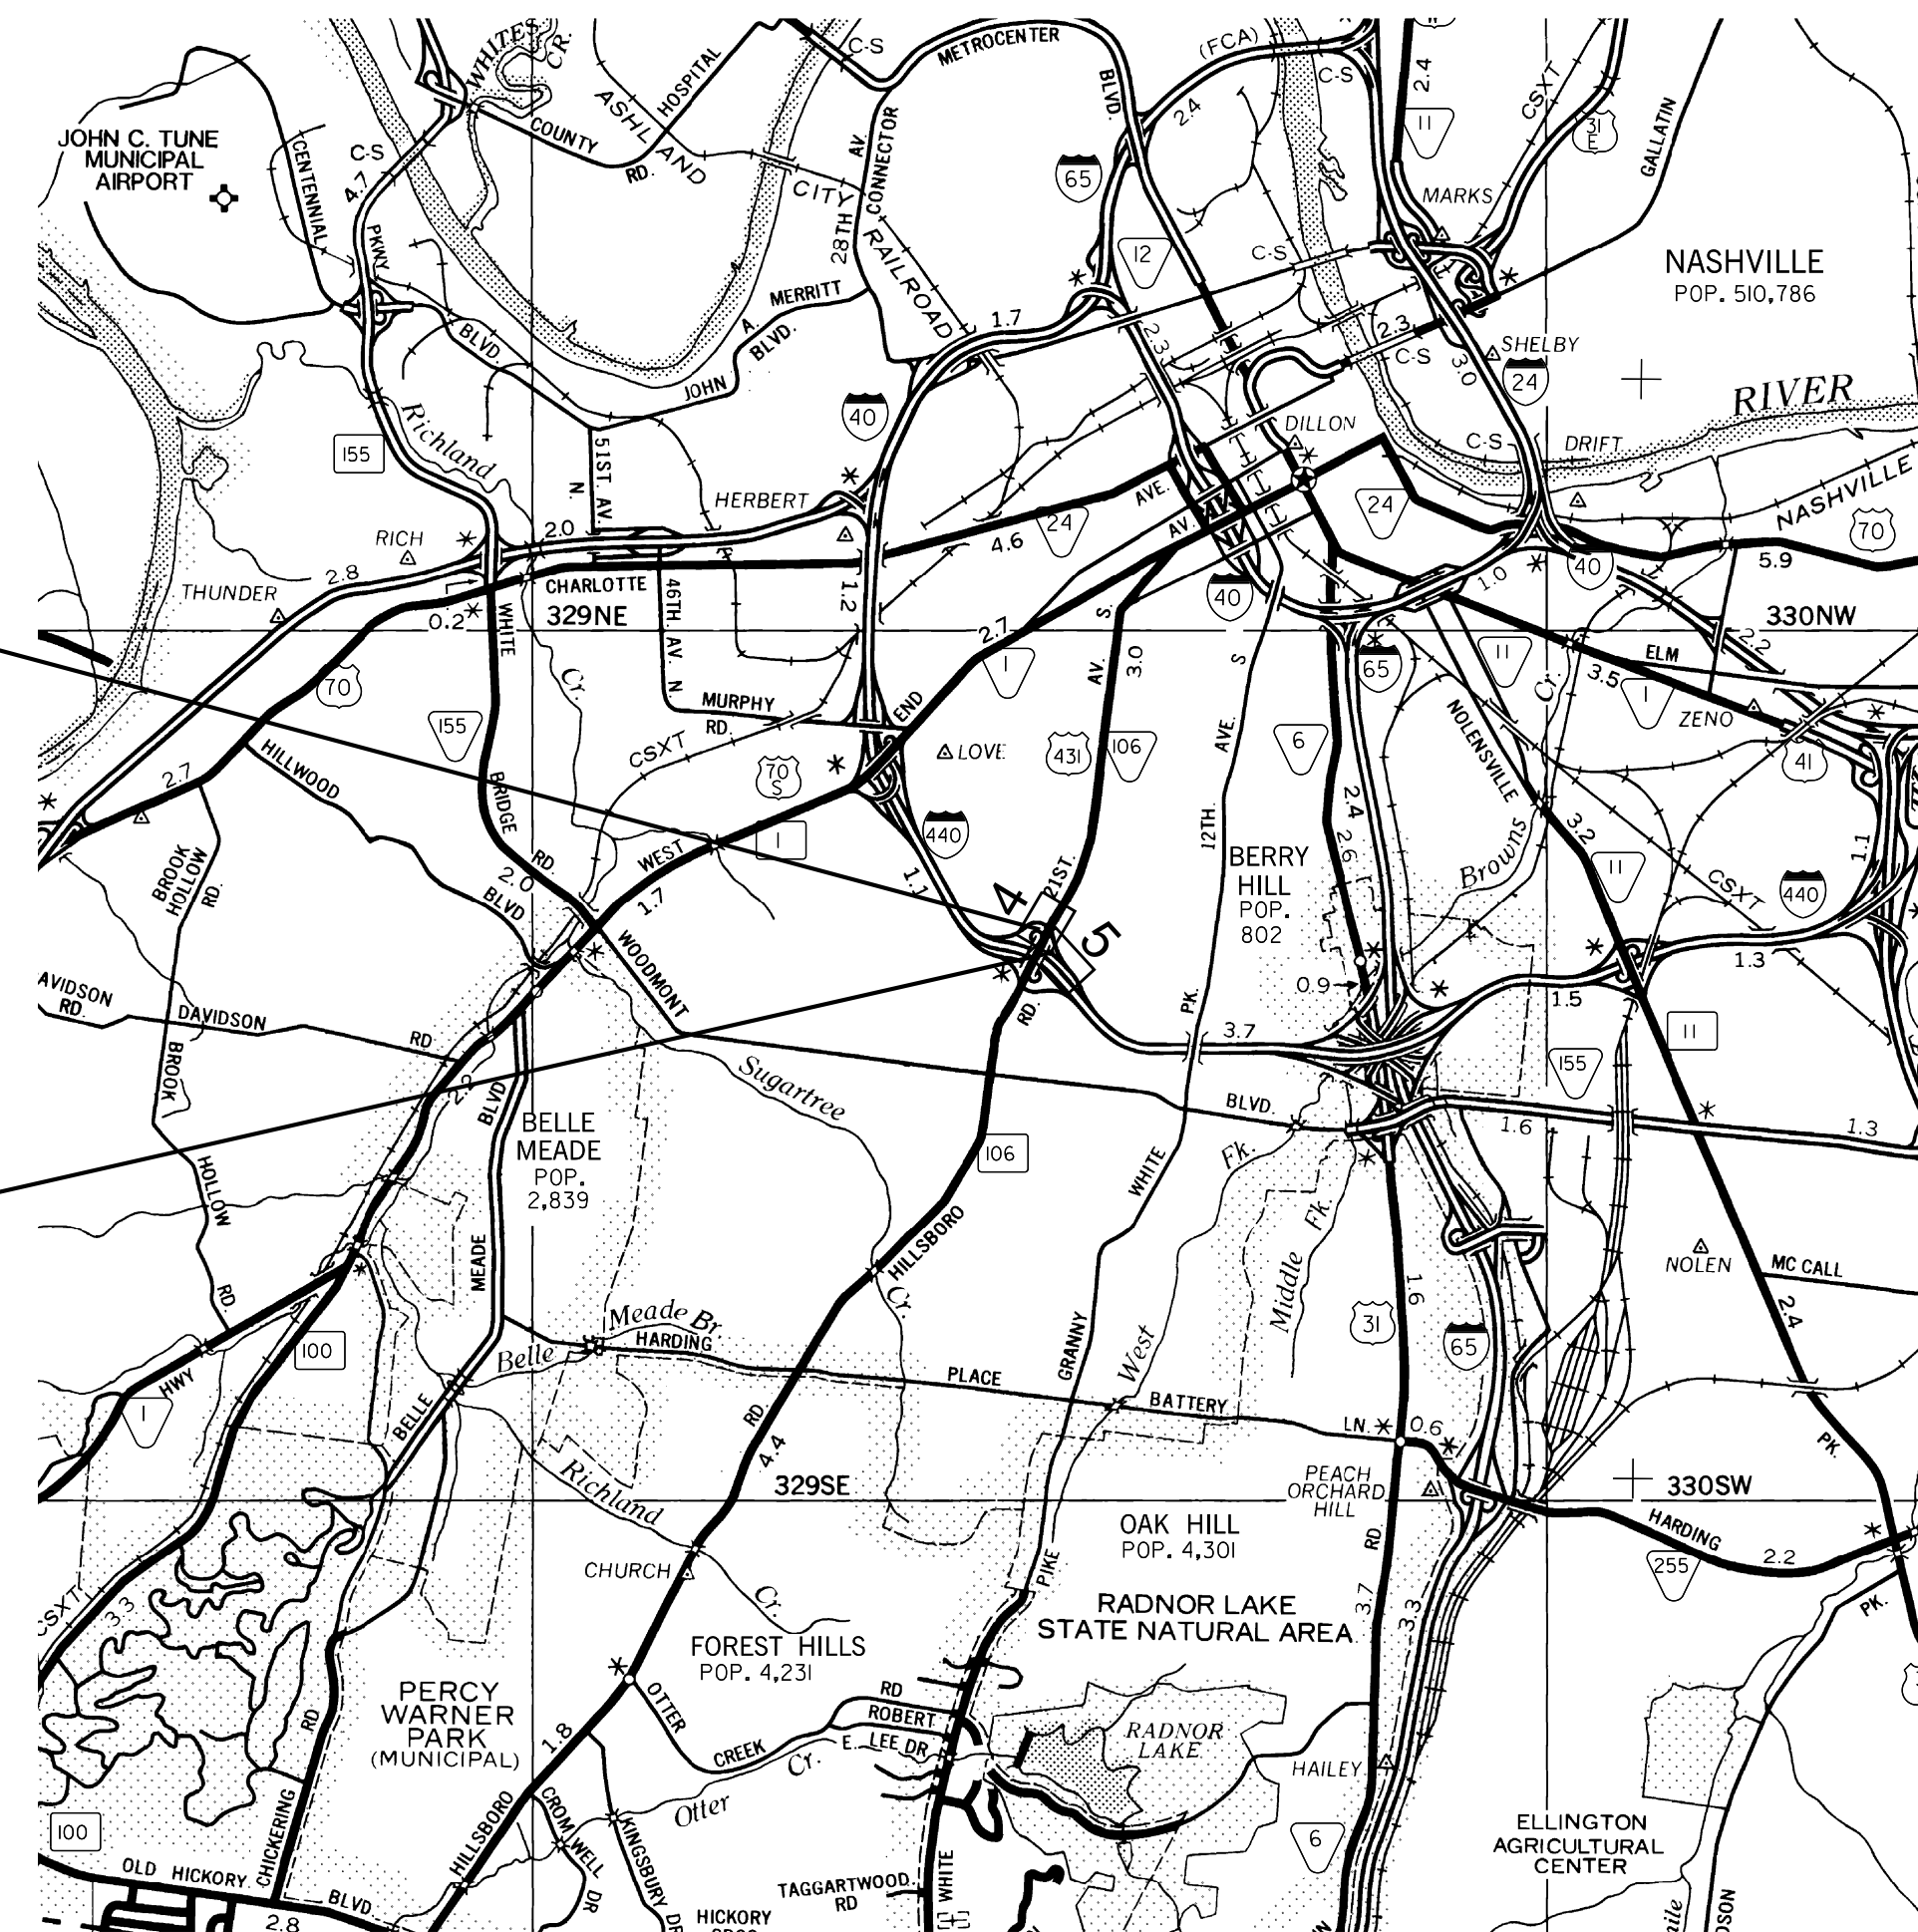 WHITES
CR.
C-S
METROCENTER
BLVD.
(FCA)
C-S
2.4
CSXT
11
31
E
GALLATIN
ASHLAND
CITY
RAILROAD
HOSPITAL
COUNTY
RD.
28TH AV.
CONNECTOR
2.4
JOHN C. TUNE
MUNICIPAL
AIRPORT
CENTENNIAL
C-S
4.7
PKWY
BLVD.
65
12
MARKS
C-S
NASHVILLE
POP. 510,786
MERRITT
A.
BLVD.
JOHN
1.7
2.3
2.3
C-S
3.0
SHELBY
24
RIVER
Richland
155
51ST AV.
N.
40
DILLON
C-S
DRIFT
NASHVILLE
HERBERT
AVE.
24
AV.
24
70
RICH
2.0
4.6
5.9
THUNDER
2.8
CHARLOTTE
329NE
0.2
WHITE
46TH. AV. N
1.2
40
1.0
40
330NW
2.7
S.
3.0
AV.
S
1
65
11
ELM
2.2
3.5
1
ZENO
70
155
Cr.
MURPHY
RD.
END
CSXT
LOVE
431
106
AVE.
6
NOLENSVILLE
Cr.
41
HILLWOOD
2.7
BRIDGE
70
S
440
1
2.4
2.6
12TH.
3.2
Browns
1.1
BROOK
HOLLOW
RD.
RD.
2.0
WEST
1.7
BLVD
1.1
4
21ST.
5
BERRY
HILL
POP.
802
11
CSXT
440
WOODMONT
AVIDSON
RD.
DAVIDSON
RD
RD.
PK.
0.9
1.5
1.3
3.7
11
BROOK
2.2
BLVD
Sugartree
BLVD.
155
1.6
1.3
BELLE
MEADE
POP.
2,839
106
WHITE
Fk.
HOLLOW
RD.
MEADE
HILLSBORO
Cr.
Middle Fk.
NOLEN
MC CALL
1.6
2.4
31
65
Meade Br.
HARDING
Belle
100
HWY
1
PLACE
GRANNY
West
BATTERY
LN.
0.6
BELLE
RD
4.4
PK.
Richland
329SE
PEACH
ORCHARD
HILL
330SW
OAK HILL
POP. 4,301
RD.
HARDING
2.2
255
CHURCH
PIKE
Cr.
RADNOR LAKE
STATE NATURAL AREA
3.7
3.3
PK.
CSXT
3.3
FOREST HILLS
POP. 4,231
PERCY
WARNER
PARK
(MUNICIPAL)
RD
1.8
OTTER
CREEK
RD
ROBERT
E. LEE DR
Cr.
Otter
RADNOR
LAKE
HAILEY
100
CHICKERING
OLD HICKORY
BLVD.
2.8
HILLSBORO
CROMWELL
DR
KINGSBURY
DR
HICKORY
TAGGARTWOOD
RD
WHITE
6
ELLINGTON
AGRICULTURAL
CENTER